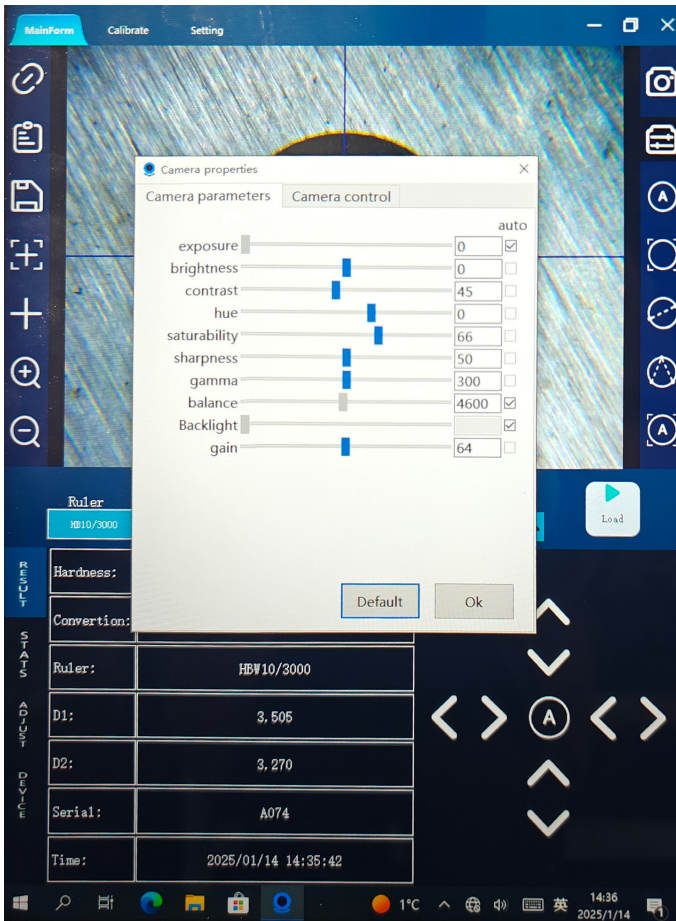 MainForm Calibrate Setting
Camera properties
Camera parameters Camera control
auto
exposure 0
brightness 0
contrast 45
hue 0
saturability 66
sharpness 50
gamma 300
balance 4600
Backlight
gain 64
Default Ok
Ruler
HB10/3000
Load
RESULT
STATS
ADJUST
DEVICE
Hardness:
Convertion:
Ruler: HBW10/3000
D1: 3.505
D2: 3.270
Serial: A074
Time: 2025/01/14 14:35:42
A
A
A
1°C
英
14:36
2025/1/14
1